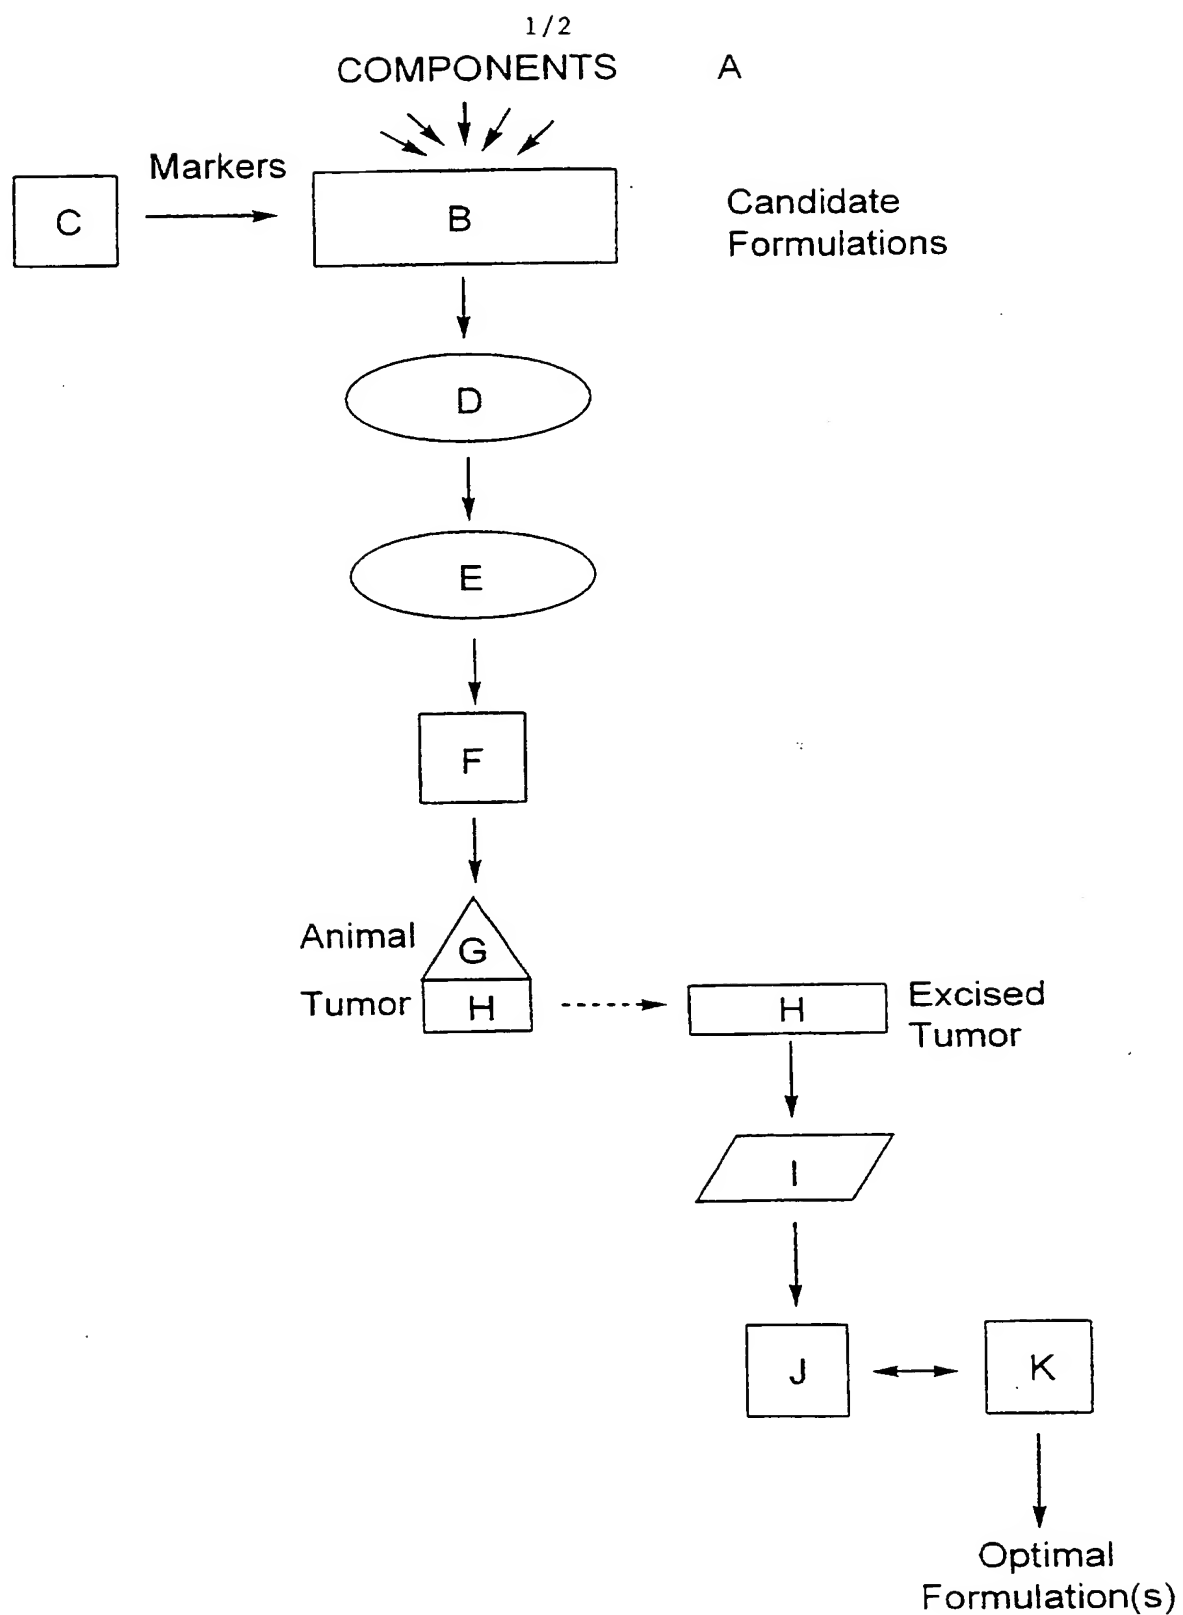 1/2
COMPONENTS A
Markers
C
B
Candidate
Formulations
D
E
F
Animal
G
Tumor
H
H
Excised
Tumor
I
J
K
Optimal
Formulation(s)